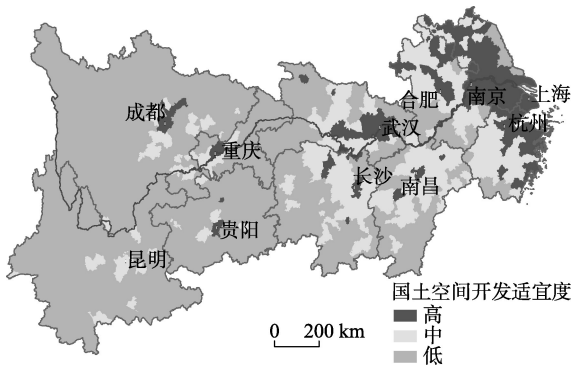 成都
重庆
贵阳
昆明
武汉
长沙
南昌
合肥
南京
上海
杭州
国土空间开发适宜度
高
中
低
0 200 km